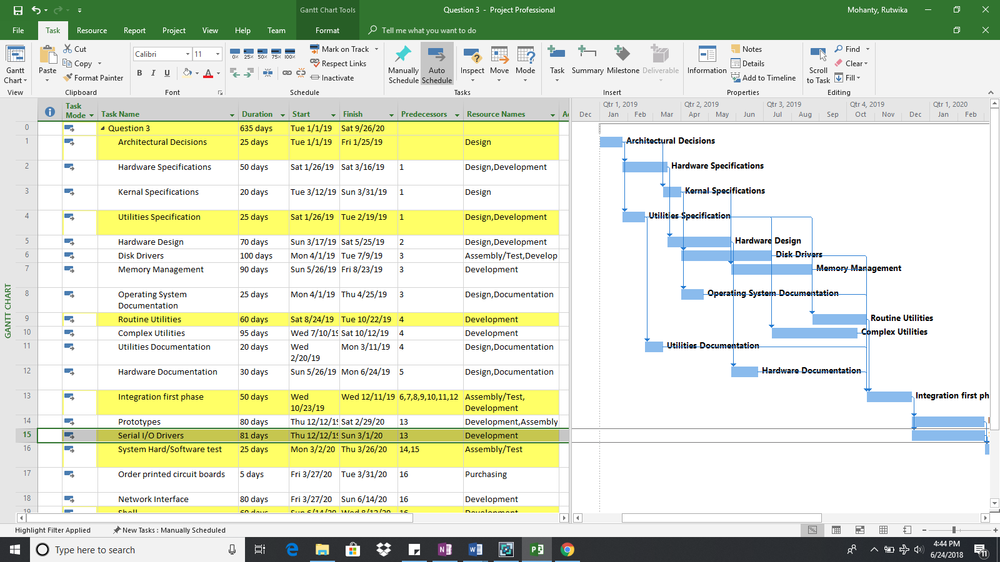 Gantt Chart Tools
Question 3 - Project Professional
Mohanty, Rutwika
File Task Resource Report Project View Help Team Format Tell me what you want to do
Gantt Chart
View
Paste
Cut
Copy
Format Painter
Clipboard
Calibri 11
B I U A
Font
0% 25% 50% 75% 100%
Mark on Track
Respect Links
Inactivate
Schedule
Manually Schedule
Auto Schedule
Inspect Move Mode
Tasks
Task Summary Milestone Deliverable
Insert
Information
Notes
Details
Add to Timeline
Properties
Scroll to Task
Find
Clear
Fill
Editing
Task Mode Task Name Duration Start Finish Predecessors Resource Names
0 Question 3 635 days Tue 1/1/19 Sat 9/26/20
1 Architectural Decisions 25 days Tue 1/1/19 Fri 1/25/19 Design
2 Hardware Specifications 50 days Sat 1/26/19 Sat 3/16/19 1 Design,Development
3 Kernal Specifications 20 days Tue 3/12/19 Sun 3/31/19 1 Design
4 Utilities Specification 25 days Sat 1/26/19 Tue 2/19/19 1 Design,Development
5 Hardware Design 70 days Sun 3/17/19 Sat 5/25/19 2 Design,Development
6 Disk Drivers 100 days Mon 4/1/19 Tue 7/9/19 3 Assembly/Test,Develop
7 Memory Management 90 days Sun 5/26/19 Fri 8/23/19 3 Development
8 Operating System Documentation 25 days Mon 4/1/19 Thu 4/25/19 3 Design,Documentation
9 Routine Utilities 60 days Sat 8/24/19 Tue 10/22/19 4 Development
10 Complex Utilities 95 days Wed 7/10/19 Sat 10/12/19 4 Development
11 Utilities Documentation 20 days Wed 2/20/19 Mon 3/11/19 4 Design,Documentation
12 Hardware Documentation 30 days Sun 5/26/19 Mon 6/24/19 5 Design,Documentation
13 Integration first phase 50 days Wed 10/23/19 Wed 12/11/19 6,7,8,9,10,11,12 Assembly/Test, Development
14 Prototypes 80 days Thu 12/12/19 Sat 2/29/20 13 Development,Assembly
15 Serial I/O Drivers 81 days Thu 12/12/19 Sun 3/1/20 13 Development
16 System Hard/Software test 25 days Mon 3/2/20 Thu 3/26/20 14,15 Assembly/Test
17 Order printed circuit boards 5 days Fri 3/27/20 Tue 3/31/20 16 Purchasing
18 Network Interface 80 days Fri 3/27/20 Sun 6/14/20 16 Development
19 Shell 60 days Sun 6/14/20 Wed 8/12/20 16 Development
GANTT CHART
Qtr 1, 2019 Qtr 2, 2019 Qtr 3, 2019 Qtr 4, 2019 Qtr 1, 2020
Dec Jan Feb Mar Apr May Jun Jul Aug Sep Oct Nov Dec Jan Feb
Architectural Decisions
Hardware Specifications
Kernal Specifications
Utilities Specification
Hardware Design
Disk Drivers
Memory Management
Operating System Documentation
Routine Utilities
Complex Utilities
Utilities Documentation
Hardware Documentation
Integration first ph
Highlight Filter Applied New Tasks : Manually Scheduled
Type here to search
4:44 PM
6/24/2018
11